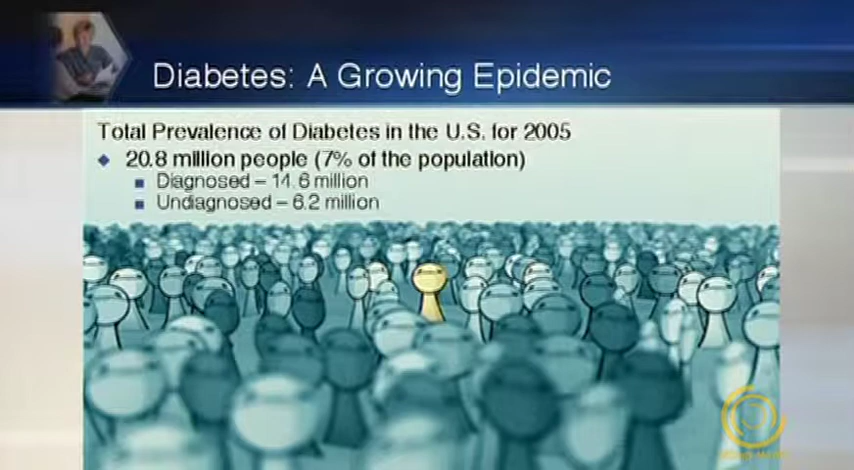 Diabetes: A Growing Epidemic
Total Prevalence of Diabetes in the U.S. for 2005
20.8 million people (7% of the population)
Diagnosed – 14.6 million
Undiagnosed – 6.2 million